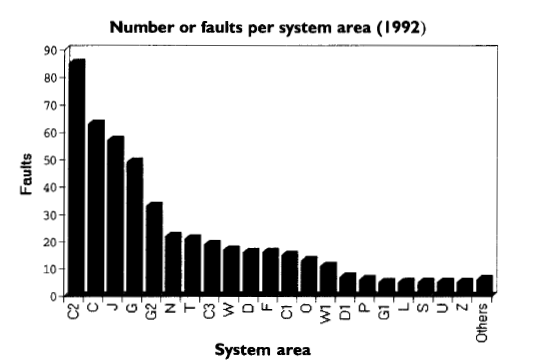 Number or faults per system area (1992)
90
80
70
60
50
40
30
20
10
0
Faults
C2 C J G G2 N T C3 W D F C1 O W1 D1 P G1 L S U Z Others
System area